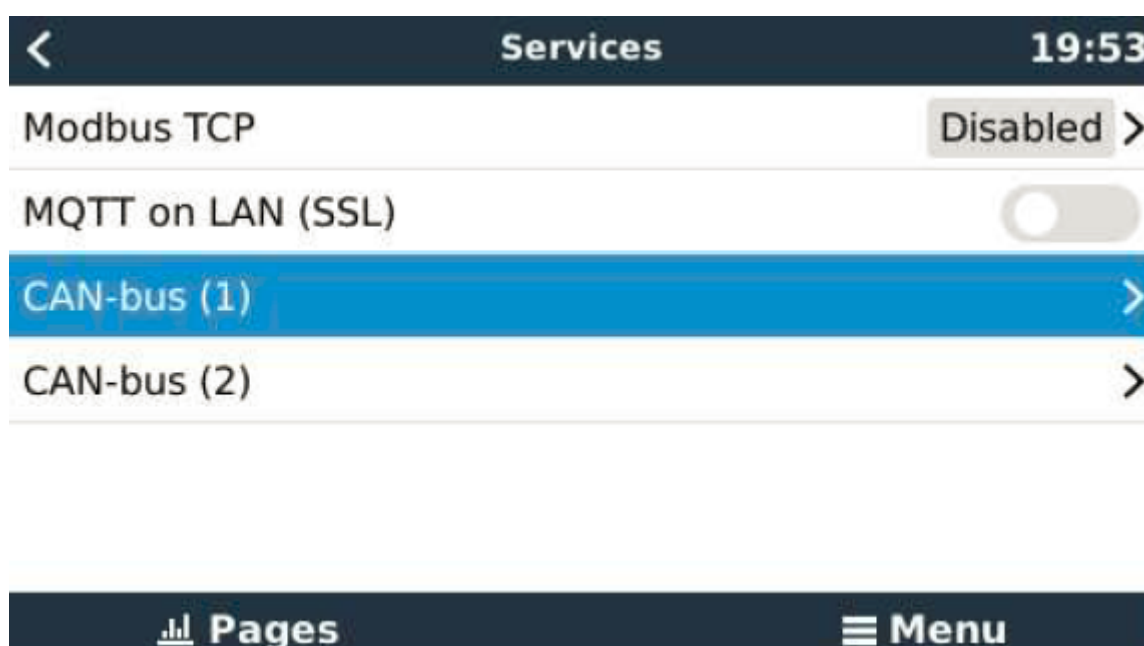 Services 19:53
Modbus TCP Disabled
MQTT on LAN (SSL)
CAN-bus (1)
CAN-bus (2)
Pages Menu